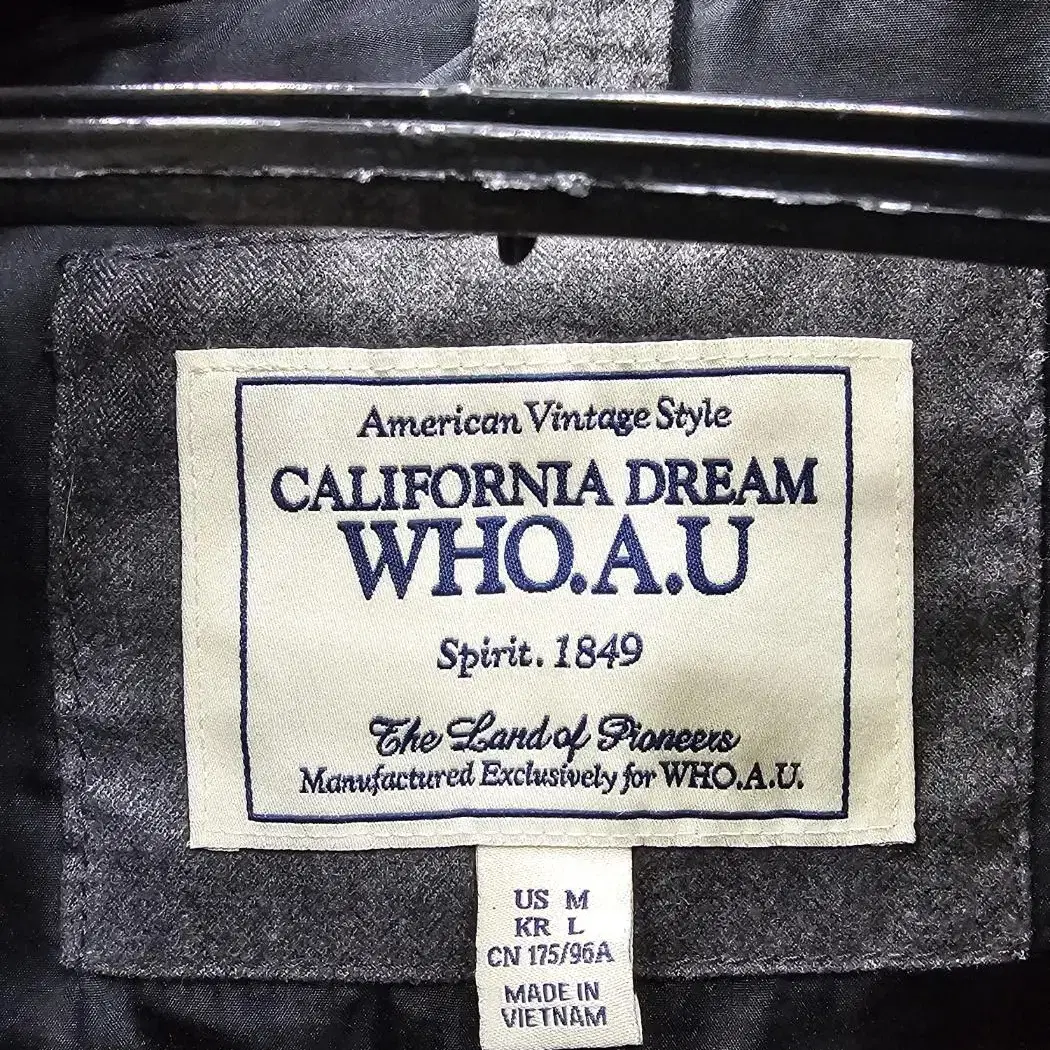 American Vintage Style
CALIFORNIA DREAM
WHO.A.U
Spirit. 1849
The Land of Pioneers
Manufactured Exclusively for WHO.A.U.
US M
KR L
CN 175/96A
MADE IN
VIETNAM